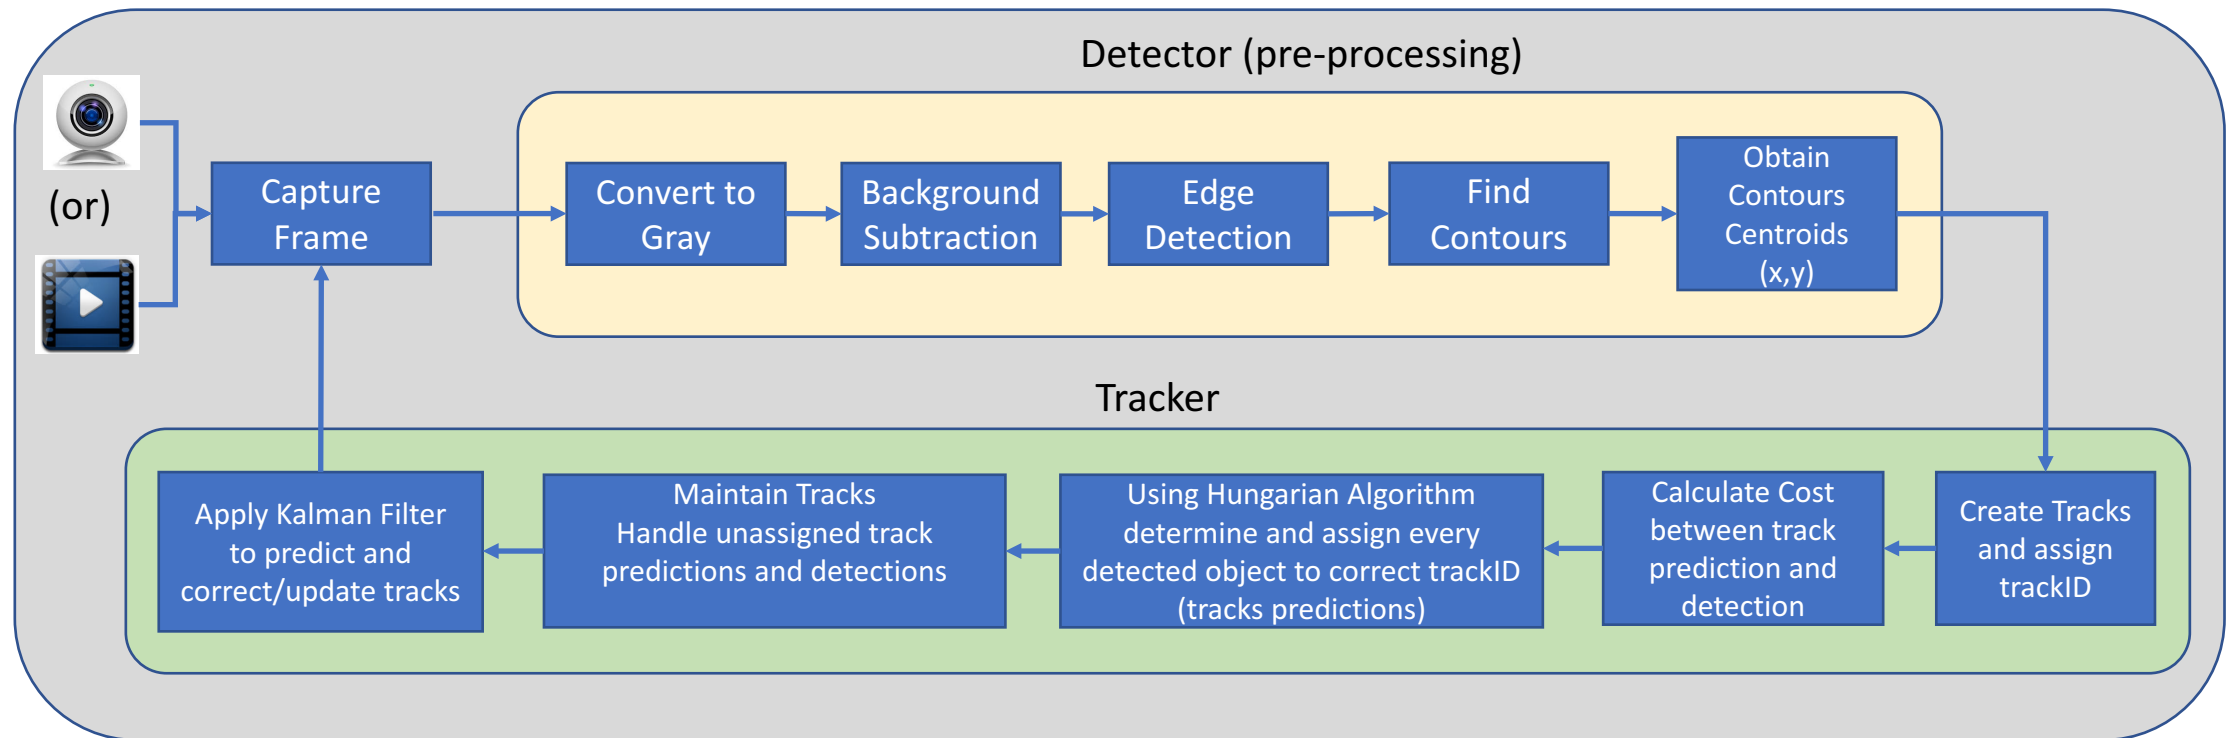 Detector (pre-processing)
(or)
Capture
Frame
Convert to
Gray
Background
Subtraction
Edge
Detection
Find
Contours
Obtain
Contours
Centroids
(x,y)
Tracker
Apply Kalman Filter
to predict and
correct/update tracks
Maintain Tracks
Handle unassigned track
predictions and detections
Using Hungarian Algorithm
determine and assign every
detected object to correct trackID
(tracks predictions)
Calculate Cost
between track
prediction and
detection
Create Tracks
and assign
trackID